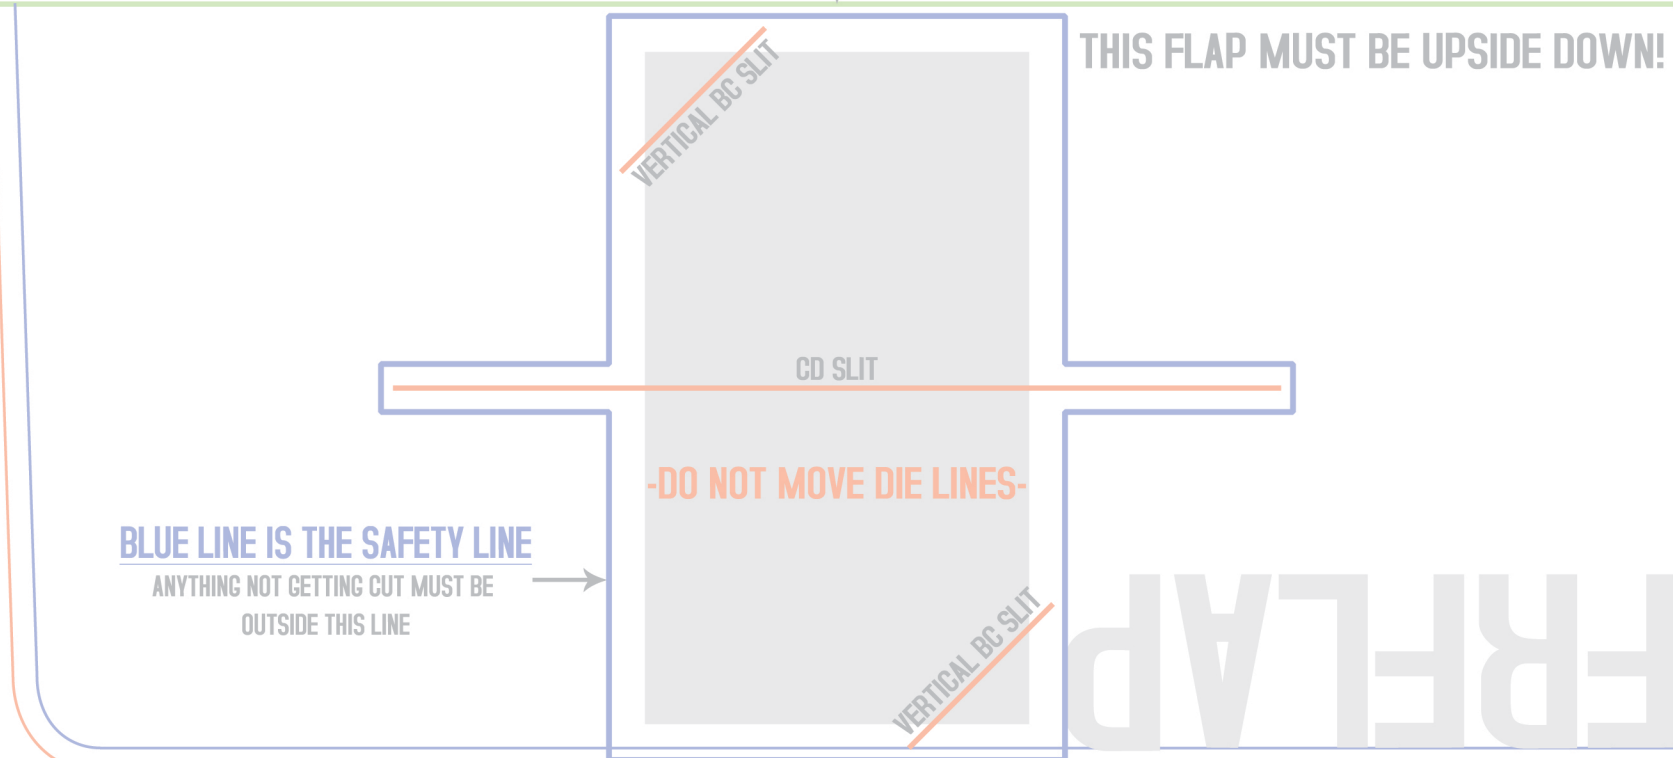 THIS FLAP MUST BE UPSIDE DOWN!
VERTICAL BC SLIT
CD SLIT
-DO NOT MOVE DIE LINES-
BLUE LINE IS THE SAFETY LINE
ANYTHING NOT GETTING CUT MUST BE
OUTSIDE THIS LINE
VERTICAL BC SLIT
ERFLAP